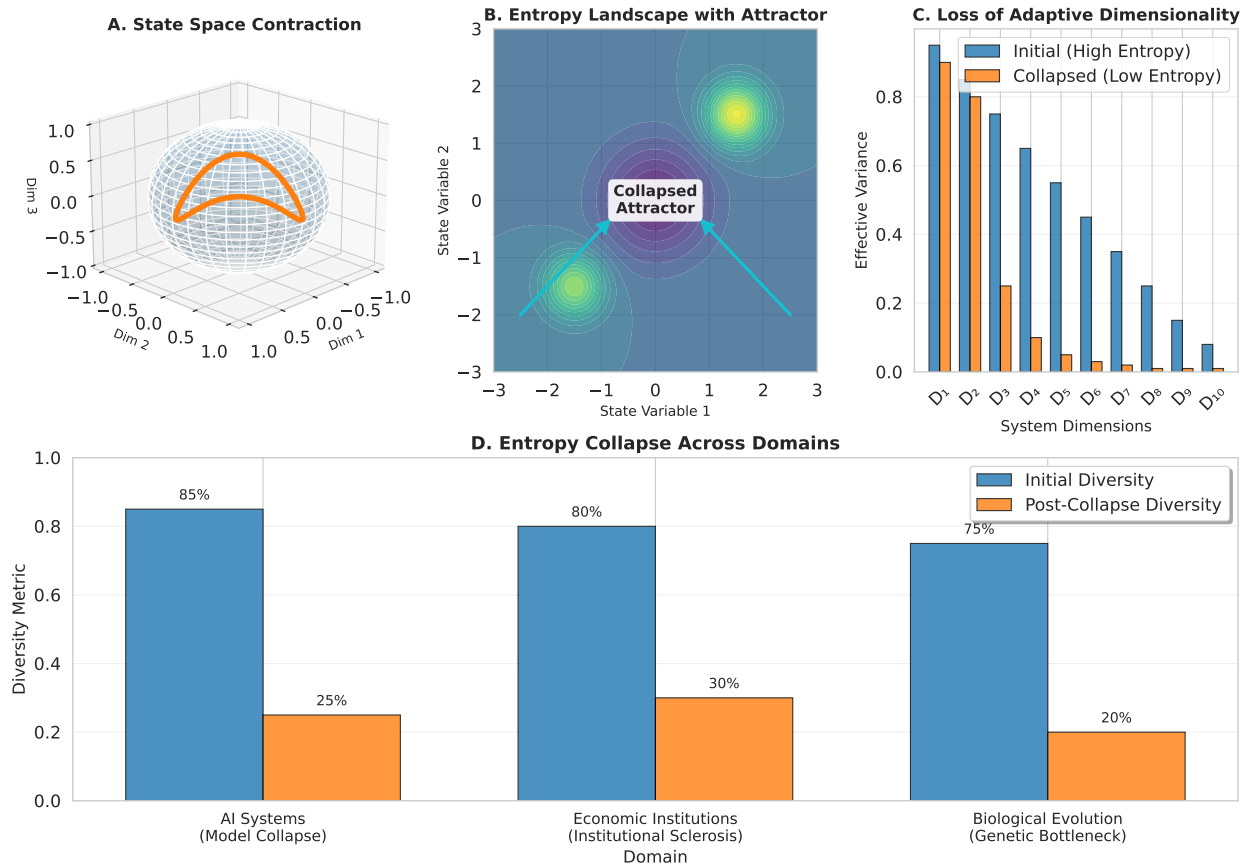 A. State Space Contraction
1.0
0.5
0.0
−0.5
−1.0
Dim 3
−1.0
−0.5
0.0
0.5
1.0
Dim 2
−1.0
−0.5
0.0
0.5
1.0
Dim 1
B. Entropy Landscape with Attractor
3
2
1
0
−1
−2
−3
State Variable 2
Collapsed
Attractor
−3
−2
−1
0
1
2
3
State Variable 1
C. Loss of Adaptive Dimensionality
Initial (High Entropy)
Collapsed (Low Entropy)
0.8
0.6
0.4
0.2
0.0
Effective Variance
D₁
D₂
D₃
D₄
D₅
D₆
D₇
D₈
D₉
D₁₀
System Dimensions
D. Entropy Collapse Across Domains
Initial Diversity
Post-Collapse Diversity
1.0
0.8
0.6
0.4
0.2
0.0
Diversity Metric
85%
25%
80%
30%
75%
20%
AI Systems
(Model Collapse)
Economic Institutions
(Institutional Sclerosis)
Biological Evolution
(Genetic Bottleneck)
Domain